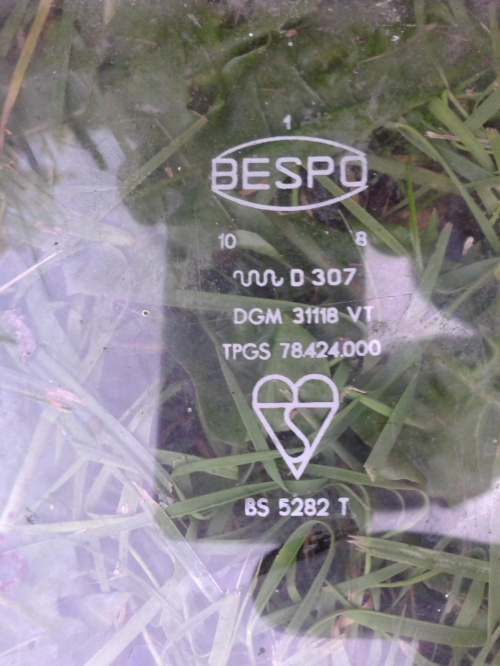 1
BESPO
10 8
D 307
DGM 31118 VT
TPGS 78.424.000
BS 5282 T